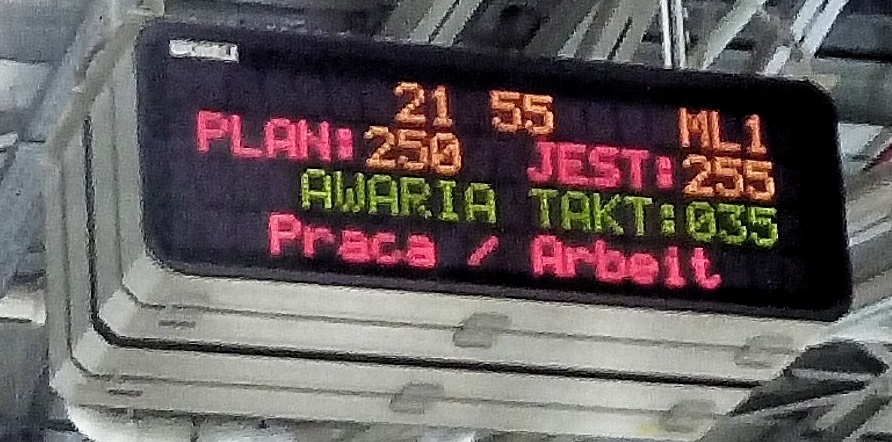 21 55 ML1
PLAN:250 JEST:255
AWARIA TAKT:035
Praca / Arbeit